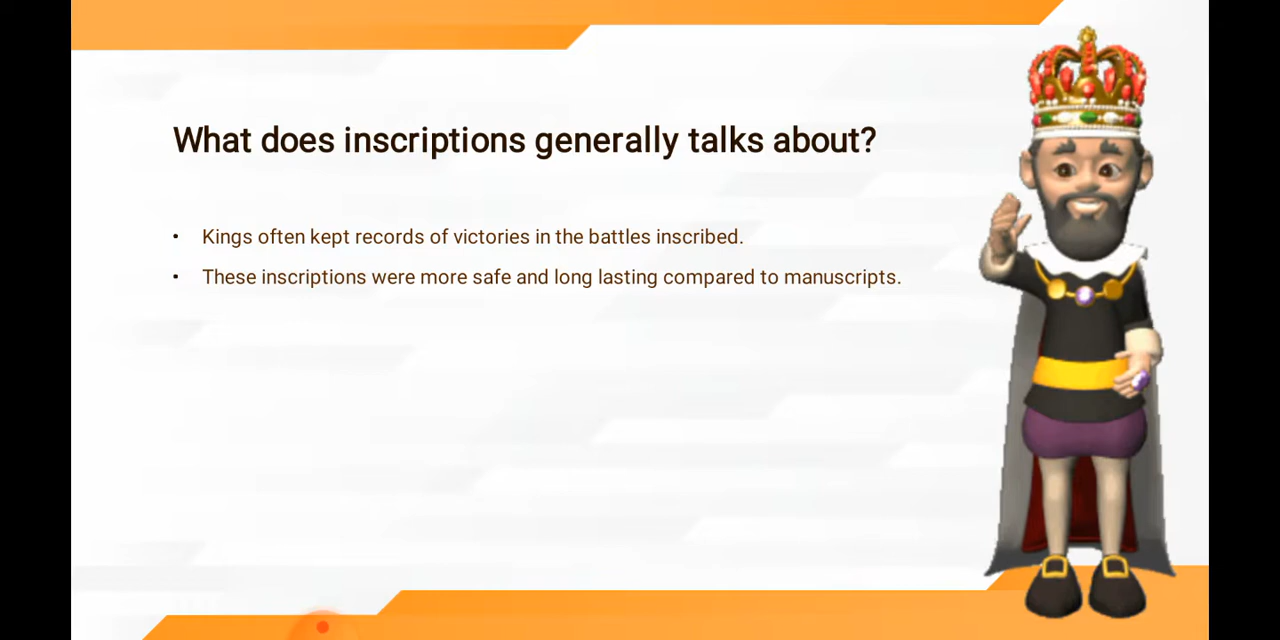 What does inscriptions generally talks about?
• Kings often kept records of victories in the battles inscribed.
• These inscriptions were more safe and long lasting compared to manuscripts.